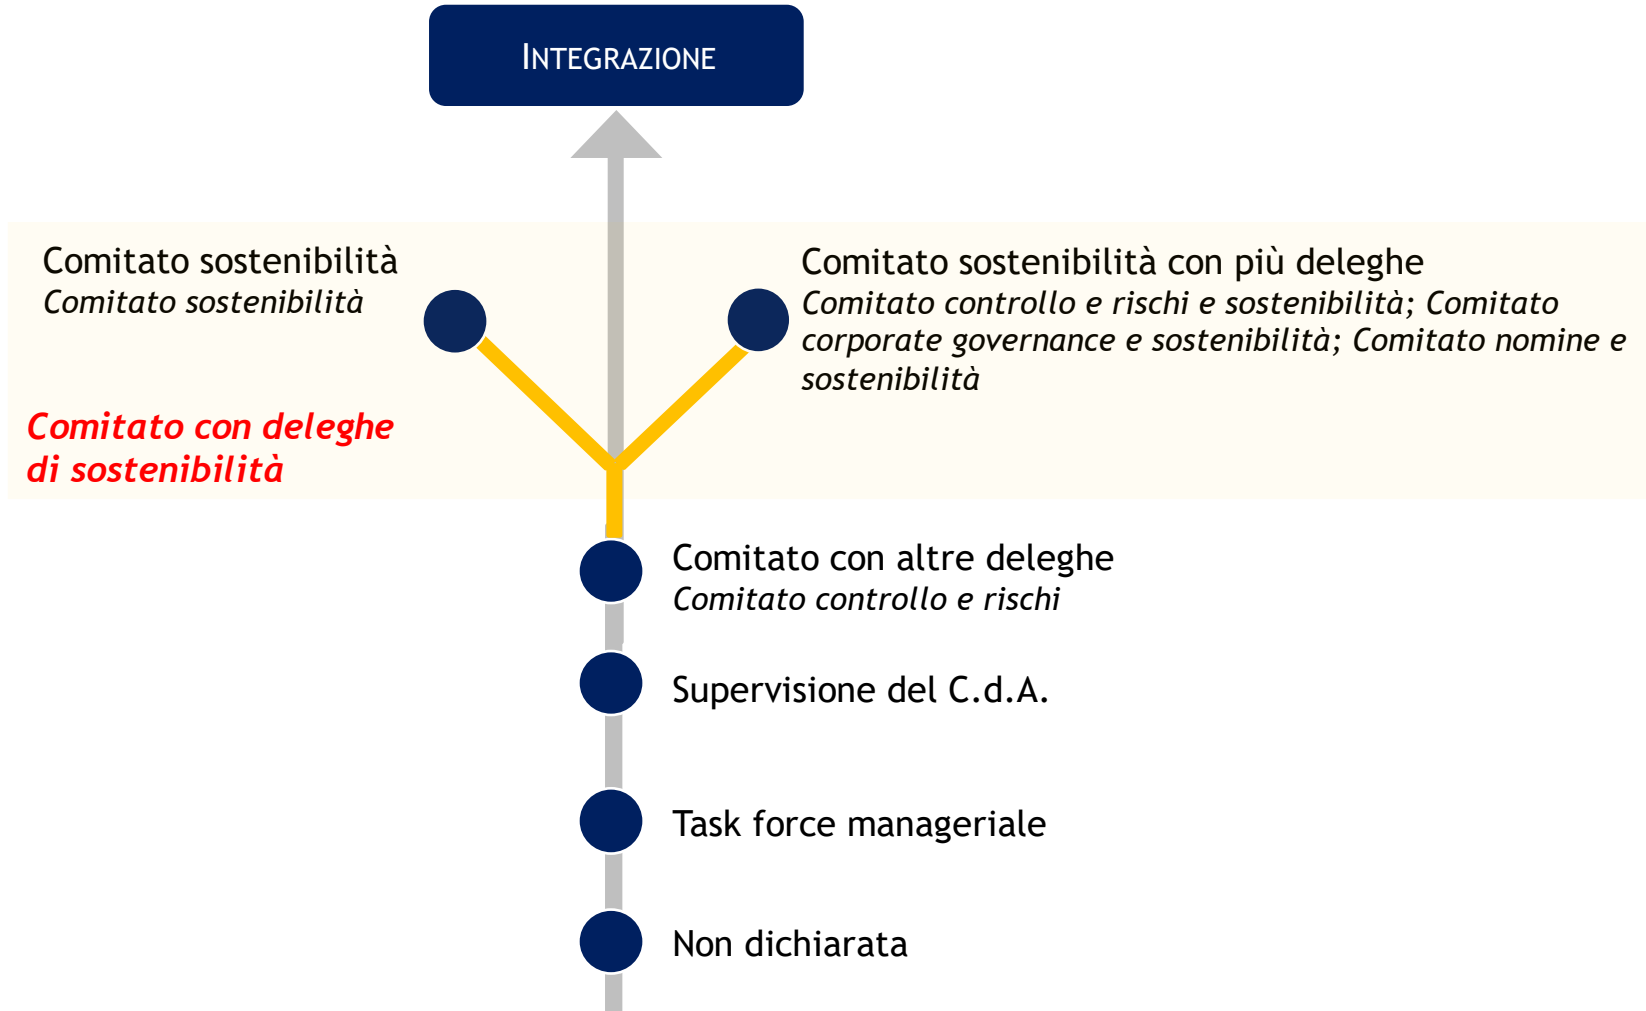 INTEGRAZIONE
Comitato sostenibilità
Comitato sostenibilità
Comitato sostenibilità con più deleghe
Comitato controllo e rischi e sostenibilità; Comitato
corporate governance e sostenibilità; Comitato nomine e
sostenibilità
Comitato con deleghe
di sostenibilità
Comitato con altre deleghe
Comitato controllo e rischi
Supervisione del C.d.A.
Task force manageriale
Non dichiarata